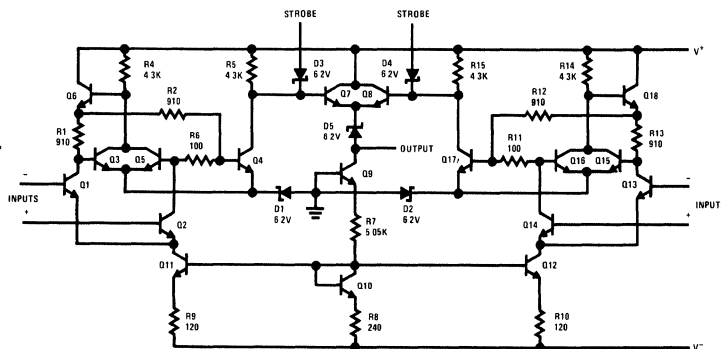 STROBE STROBE
V+
R4
4.3K
R5
4.3K
D3
6.2V
D4
6.2V
R15
4.3K
R14
4.3K
Q6
R2
910
Q7 Q8
R12
910
Q18
R1
910
R6
100
D5
6.2V
R11
100
R13
910
Q3 Q5
Q4
OUTPUT
Q17
Q16 Q15
−
Q1
Q9
Q13
−
INPUTS
D1
6.2V
D2
6.2V
INPUT
+
Q2
Q14
+
R7
5.05K
Q11
Q12
Q10
R9
120
R8
240
R10
120
V−